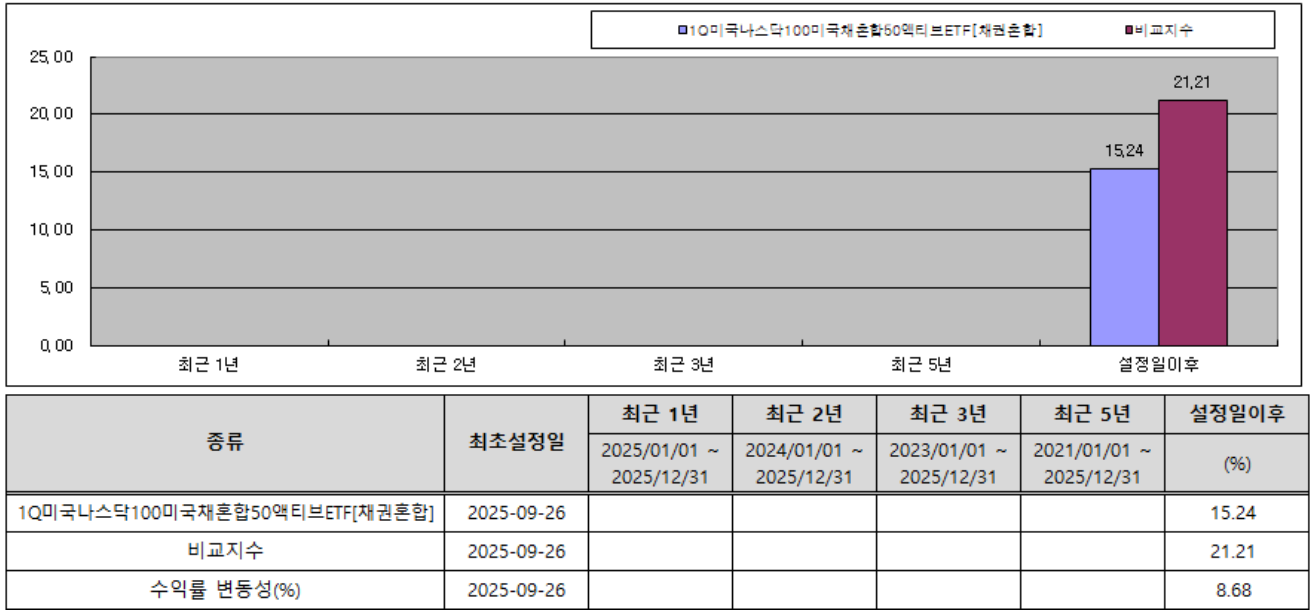 1Q미국나스닥100미국채혼합50액티브ETF[채권혼합] 비교지수
25,00
20,00
15,00
10,00
5,00
0,00
21,21
15,24
최근 1년 최근 2년 최근 3년 최근 5년 설정일이후
종류 최초설정일 최근 1년 최근 2년 최근 3년 최근 5년 설정일이후
2025/01/01 ~ 2024/01/01 ~ 2023/01/01 ~ 2021/01/01 ~ (%)
2025/12/31 2025/12/31 2025/12/31 2025/12/31
1Q미국나스닥100미국채혼합50액티브ETF[채권혼합] 2025-09-26 15.24
비교지수 2025-09-26 21.21
수익률 변동성(%) 2025-09-26 8.68